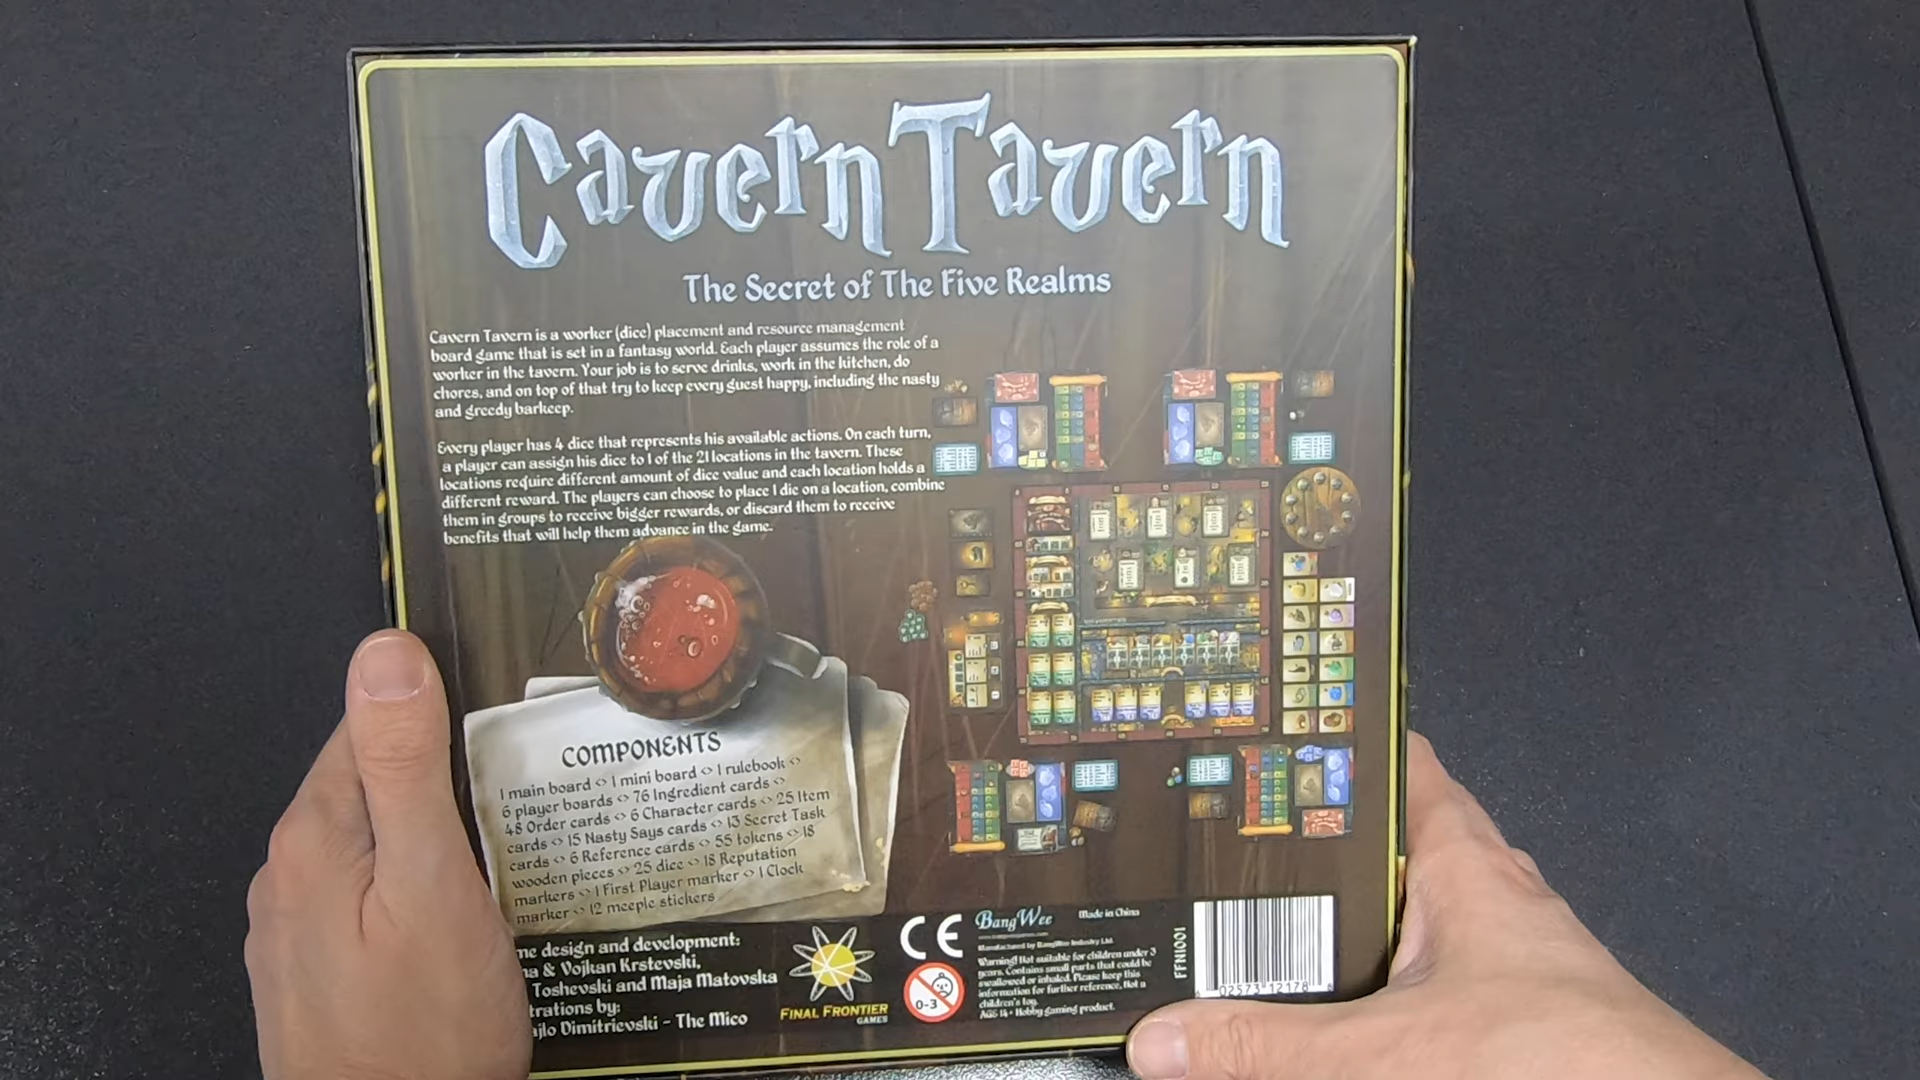 Cavern Tavern
The Secret of The Five Realms
Cavern Tavern is a worker (dice) placement and resource management
board game that is set in a fantasy world. Each player assumes the role of a
worker in the tavern. Your job is to serve drinks, work in the kitchen, do
chores, and on top of that try to keep every guest happy, including the nasty
and greedy barkeep.
Every player has 4 dice that represents his available actions. On each turn,
a player can assign his dice to 1 of the 21 locations in the tavern. These
locations require different amount of dice value and each location holds a
different reward. The players can choose to place 1 die on a location, combine
them in groups to receive bigger rewards, or discard them to receive
benefits that will help them advance in the game.
COMPONENTS
1 main board <> 1 mini board <> 1 rulebook <>
6 player boards <> 76 Ingredient cards <>
48 Order cards <> 6 Character cards <> 25 Item
cards <> 15 Nasty Says cards <> 13 Secret Task
cards <> 6 Reference cards <> 55 tokens <> 18
wooden pieces <> 25 dice <> 18 Reputation
markers <> 1 First Player marker <> 1 Clock
marker <> 12 meeple stickers
me design and development:
na & Vojkan Krstevski,
Toshevski and Maja Matovska
trations by:
ajlo Dimitrievski - The Mico
FINAL FRONTIER
GAMES
CE
0-3
BangWee
Made in China
Manufactured by BangWee Industry Ltd.
Warning! Not suitable for children under 3
years. Contains small parts that could be
swallowed or inhaled. Please keep this
information for further reference. Not a
children's toy.
AGE 14+ Hobby gaming product.
FFN1001
02573 12178